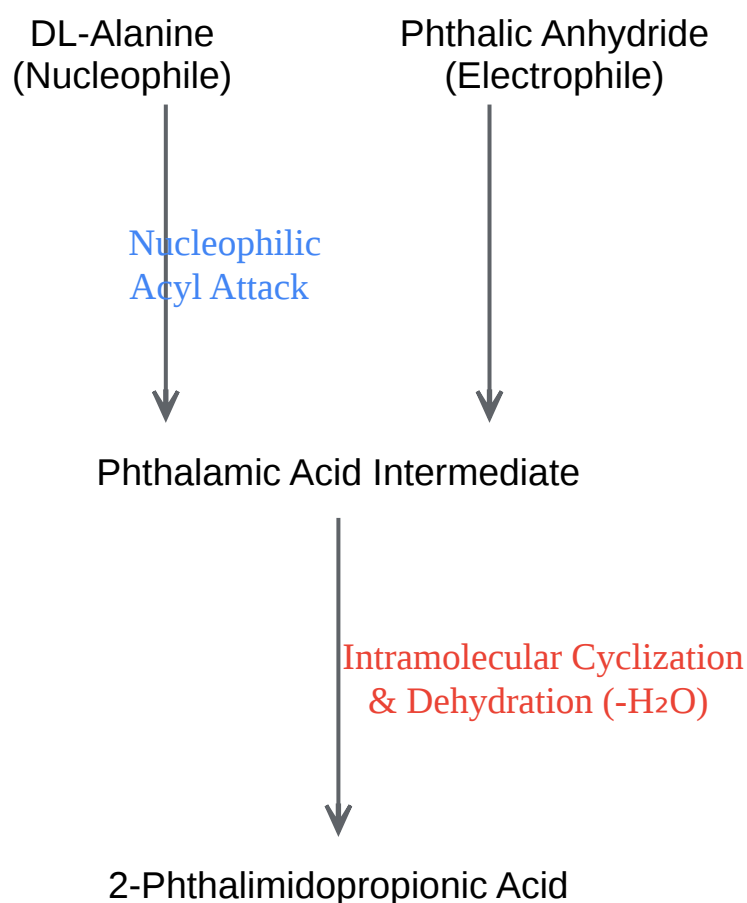 DL-Alanine
(Nucleophile)
Phthalic Anhydride
(Electrophile)
Nucleophilic
Acyl Attack
Phthalamic Acid Intermediate
Intramolecular Cyclization
& Dehydration (-H₂O)
2-Phthalimidopropionic Acid